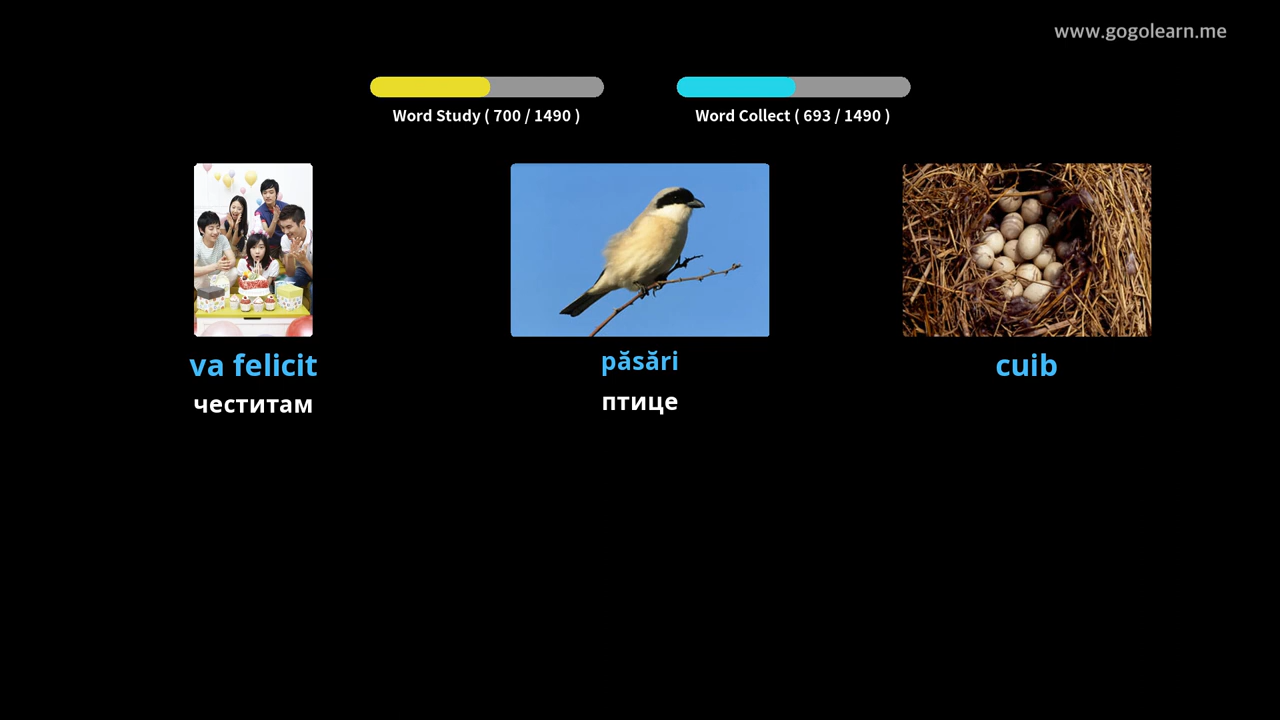 www.gogolearn.me
Word Study ( 700 / 1490 )
Word Collect ( 693 / 1490 )
va felicit
честитам
păsări
птице
cuib